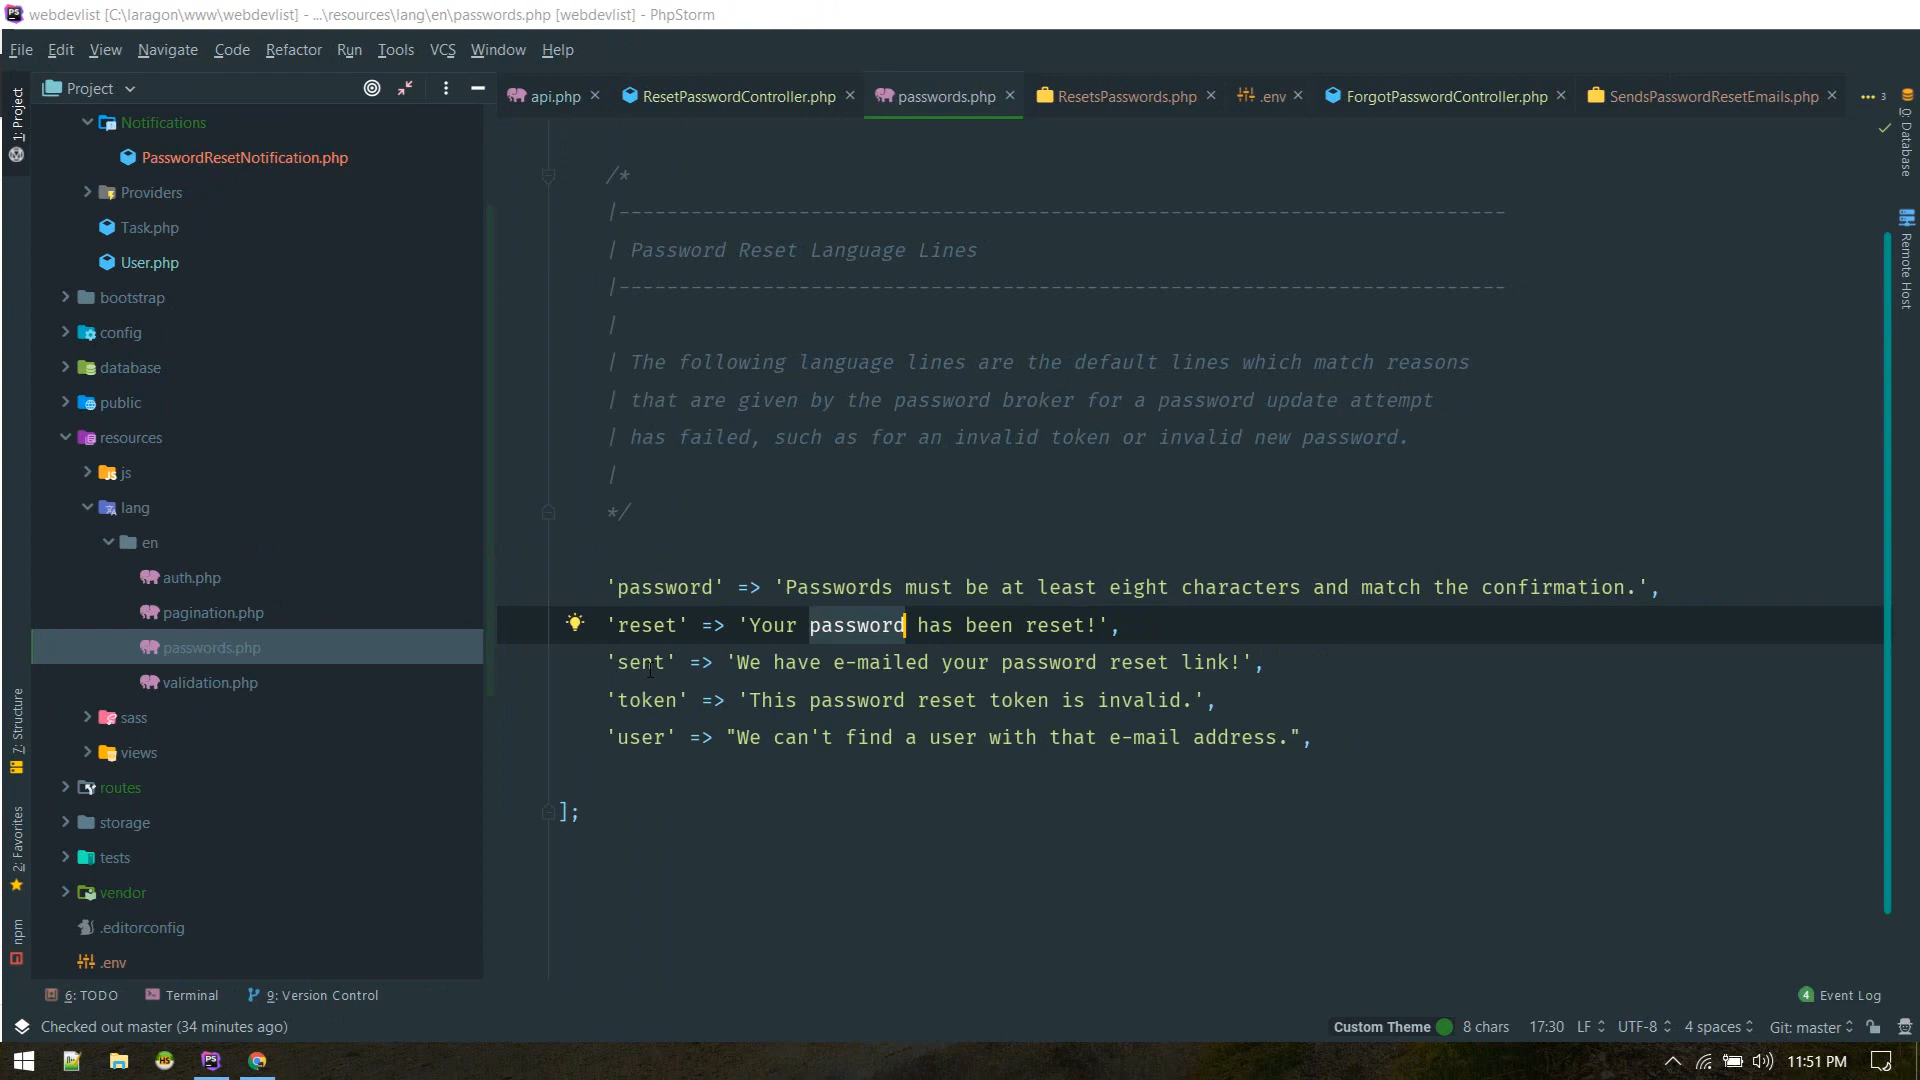 webdevlist [C:\laragon\www\webdevlist] - ...\resources\lang\en\passwords.php [webdevlist] - PhpStorm
File Edit View Navigate Code Refactor Run Tools VCS Window Help
Project
api.php
ResetPasswordController.php
passwords.php
ResetsPasswords.php
.env
ForgotPasswordController.php
SendsPasswordResetEmails.php
3
1: Project
7: Structure
2: Favorites
npm
Notifications
PasswordResetNotification.php
Providers
Task.php
User.php
bootstrap
config
database
public
resources
js
lang
en
auth.php
pagination.php
passwords.php
validation.php
sass
views
routes
storage
tests
vendor
.editorconfig
.env
/*
|--------------------------------------------------------------------------
| Password Reset Language Lines
|--------------------------------------------------------------------------
|
| The following language lines are the default lines which match reasons
| that are given by the password broker for a password update attempt
| has failed, such as for an invalid token or invalid new password.
|
*/
'password' => 'Passwords must be at least eight characters and match the confirmation.',
'reset' => 'Your password has been reset!',
'sent' => 'We have e-mailed your password reset link!',
'token' => 'This password reset token is invalid.',
'user' => "We can't find a user with that e-mail address.",
];
Database
Remote Host
6: TODO
Terminal
9: Version Control
4 Event Log
Checked out master (34 minutes ago)
Custom Theme
8 chars
17:30
LF
UTF-8
4 spaces
Git: master
11:51 PM